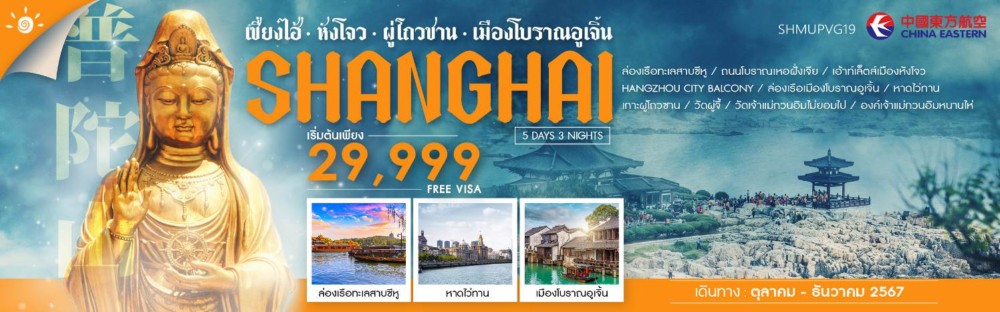 普
陀
山
เซี่ยงไฮ้ · หังโจว · ผู่โถวซาน · เมืองโบราณอูเจิ้น
SHANGHAI
เริ่มต้นเพียง
5 DAYS 3 NIGHTS
29,999
FREE VISA
SHMUPVG19
中國東方航空
CHINA EASTERN
ล่องเรือทะเลสาบซีหู / ถนนโบราณเหอฝั่งเจีย / เอ้าท์เล็ตส์เมืองหังโจว
HANGZHOU CITY BALCONY / ล่องเรือเมืองโบราณอูเจิ้น / หาดไว่ทาน
เกาะผู่โถวซาน / วัดผู่จี้ / วัดเจ้าแม่กวนอิมไม่ยอมไป / องค์เจ้าแม่กวนอิมหนานไห่
ล่องเรือทะเลสาบซีหู
หาดไว่ทาน
เมืองโบราณอูเจิ้น
เดินทาง : ตุลาคม - ธันวาคม 2567